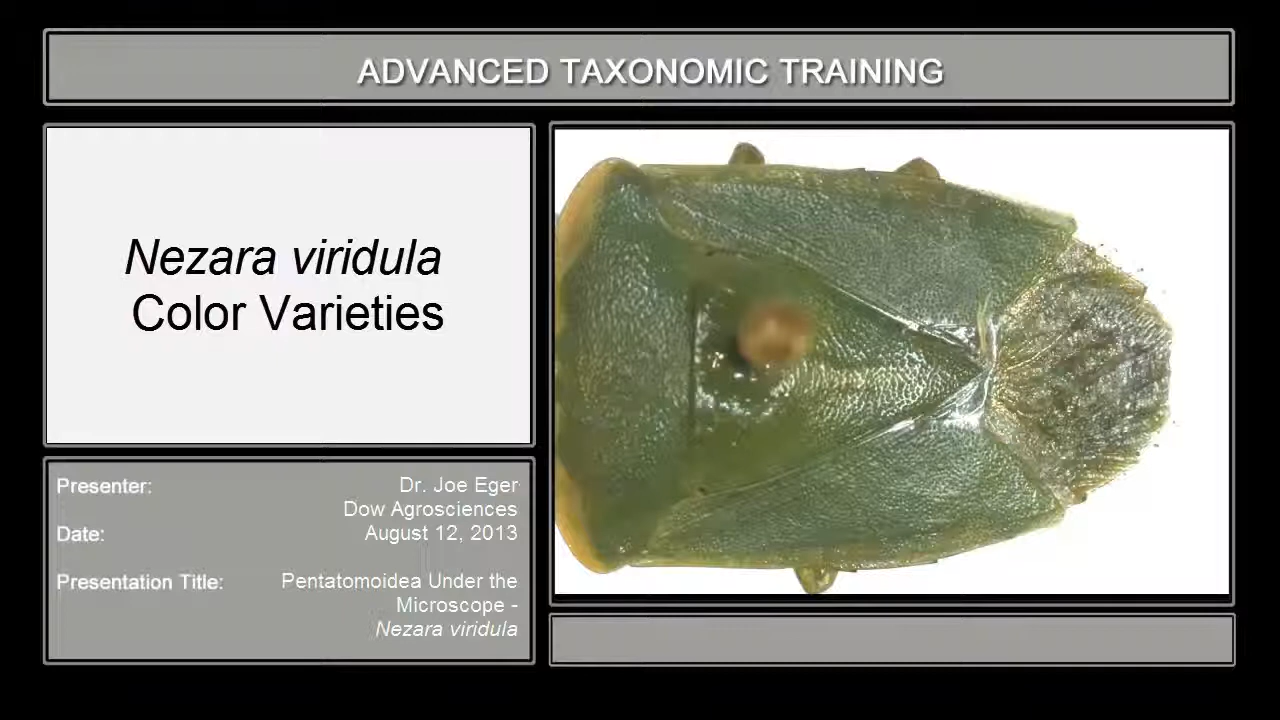 ADVANCED TAXONOMIC TRAINING
Nezara viridula
Color Varieties
Presenter: Dr. Joe Eger
Dow Agrosciences
Date: August 12, 2013
Presentation Title: Pentatomoidea Under the
Microscope -
Nezara viridula